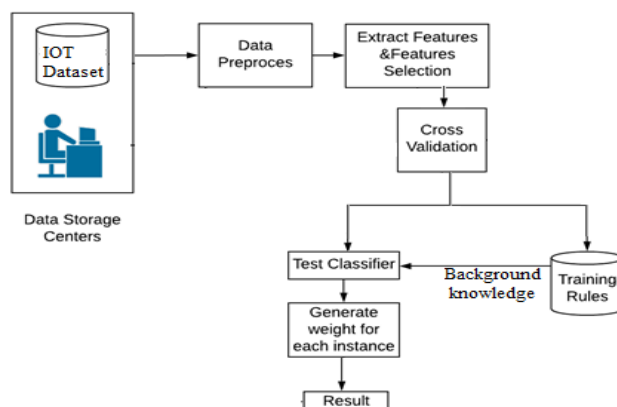 IOT
Dataset
Data Storage
Centers
Data
Preproces
Extract Features
&Features
Selection
Cross
Validation
Test Classifier
Background
knowledge
Training
Rules
Generate
weight for
each instance
Result